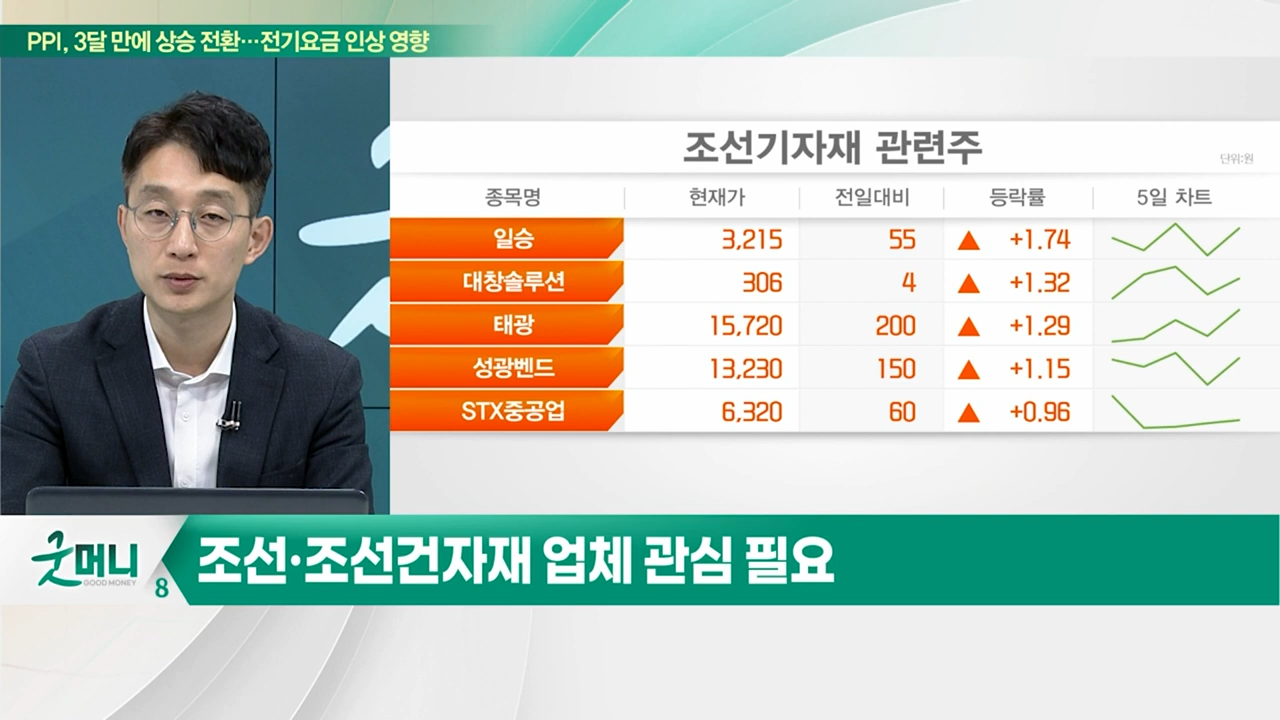 PPI, 3달 만에 상승 전환…전기요금 인상 영향
조선기자재 관련주
단위:원
종목명 현재가 전일대비 등락률 5일 차트
일승 3,215 55 ▲ +1.74
대창솔루션 306 4 ▲ +1.32
태광 15,720 200 ▲ +1.29
성광벤드 13,230 150 ▲ +1.15
STX중공업 6,320 60 ▲ +0.96
굿머니
GOOD MONEY
8
조선·조선건자재 업체 관심 필요